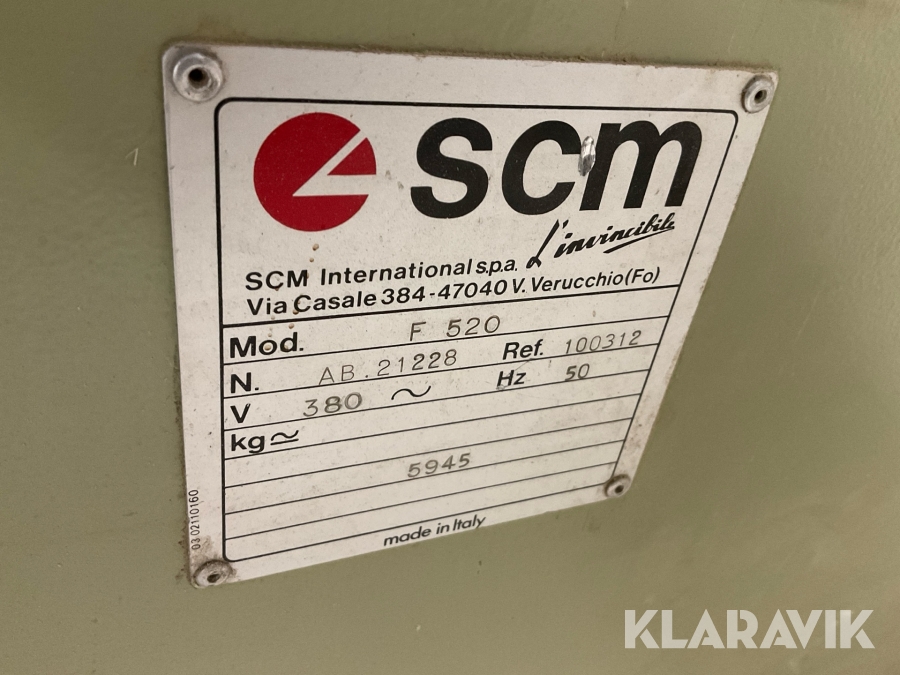 scm
L'invincibile
SCM International s.p.a.
Via Casale 384-47040 V. Verucchio (Fo)
Mod. F 520
N. AB.21228 Ref. 100312
V 380 ~ Hz 50
kg≃
5945
made in Italy
03 02110160
KLARAVIK